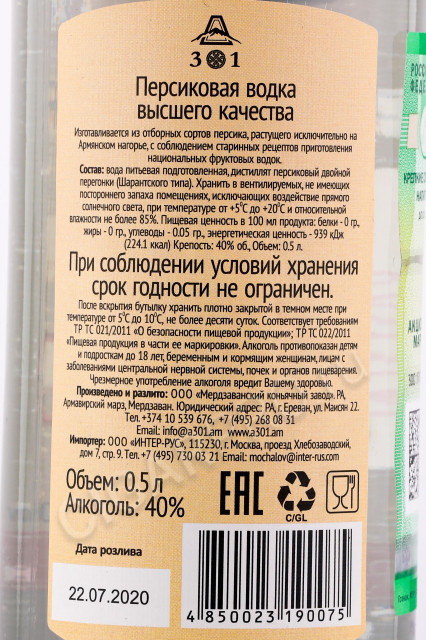 301
Персиковая водка
высшего качества
Изготавливается из отборных сортов персика, растущего исключительно на
Армянском нагорье, с соблюдением старинных рецептов приготовления
национальных фруктовых водок.
Состав: вода питьевая подготовленная, дистиллят персиковый двойной
перегонки (Шарантского типа). Хранить в вентилируемых, не имеющих
постороннего запаха помещениях, исключающих воздействие прямого
солнечного света, при температуре от +5°С до +20°С и относительной
влажности не более 85%. Пищевая ценность в 100 мл продукта: белки - 0 гр.,
жиры - 0 гр., углеводы - 0.05 гр., энергетическая ценность - 939 кДж
(224.1 ккал) Крепость: 40% об., Объем: 0.5 л.
При соблюдении условий хранения
срок годности не ограничен.
После вскрытия бутылку хранить плотно закрытой в темном месте при
температуре от 5°С до 10°С, не более десяти суток. Соответствует требованиям
ТР ТС 021/2011 «О безопасности пищевой продукции»; ТР ТС 022/2011
«Пищевая продукция в части ее маркировки». Алкоголь противопоказан детям
и подросткам до 18 лет, беременным и кормящим женщинам, лицам с
заболеваниями центральной нервной системы, почек и органов пищеварения.
Чрезмерное употребление алкоголя вредит Вашему здоровью.
Произведено и разлито: ООО «Мердзаванский коньячный завод». РА,
Армавирский марз, Мердзаван. Юридический адрес: РА, г. Ереван, ул. Маисян 22.
Тел. +374 10 539 676, +7 (495) 268 08 31
Email: info@a301.am www.a301.am
Импортер: ООО «ИНТЕР-РУС», 115230, г. Москва, проезд Хлебозаводский,
дом 7, стр. 9. Тел. +7 (495) 730 03 21 Email: mochalov@inter-rus.com
Объем: 0.5 л
Алкоголь: 40%
EAC
C/GL
Дата розлива
22.07.2020
4 850023 190075